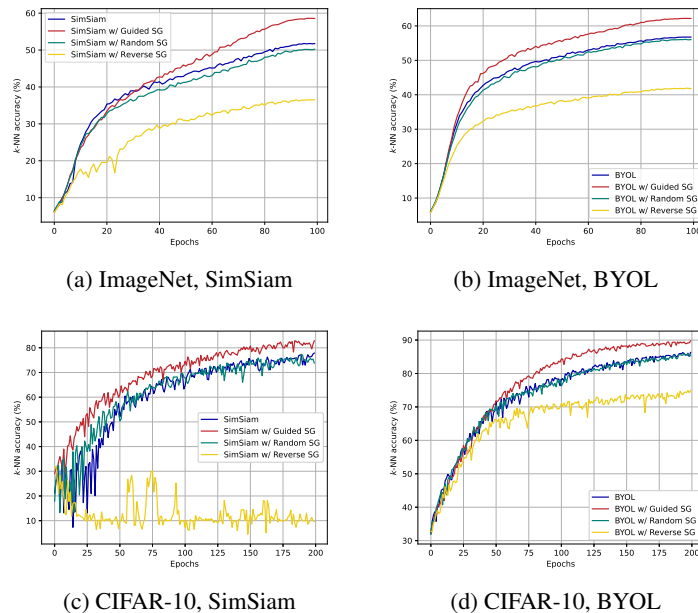 60
50
40
30
20
10
k-NN accuracy (%)
SimSiam
SimSiam w/ Guided SG
SimSiam w/ Random SG
SimSiam w/ Reverse SG
0 20 40 60 80 100
Epochs
(a) ImageNet, SimSiam
60
50
40
30
20
10
k-NN accuracy (%)
BYOL
BYOL w/ Guided SG
BYOL w/ Random SG
BYOL w/ Reverse SG
0 20 40 60 80 100
Epochs
(b) ImageNet, BYOL
80
70
60
50
40
30
20
10
k-NN accuracy (%)
SimSiam
SimSiam w/ Guided SG
SimSiam w/ Random SG
SimSiam w/ Reverse SG
0 25 50 75 100 125 150 175 200
Epochs
(c) CIFAR-10, SimSiam
90
80
70
60
50
40
30
k-NN accuracy (%)
BYOL
BYOL w/ Guided SG
BYOL w/ Random SG
BYOL w/ Reverse SG
0 25 50 75 100 125 150 175 200
Epochs
(d) CIFAR-10, BYOL